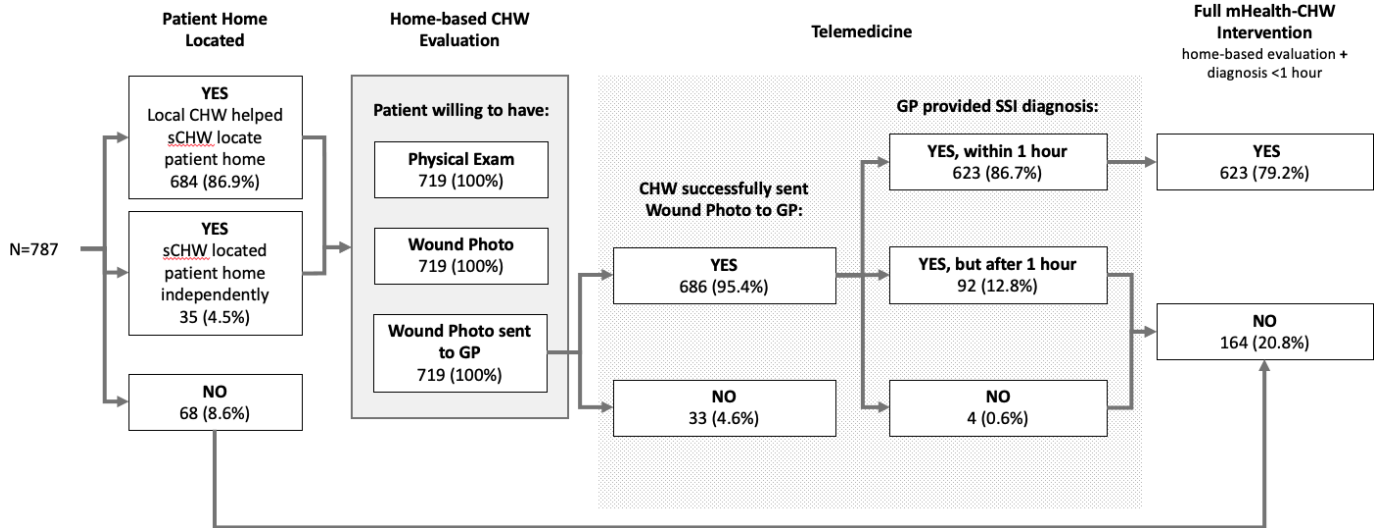 Patient Home
Located
Home-based CHW
Evaluation
Telemedicine
Full mHealth-CHW
Intervention
home-based evaluation +
diagnosis <1 hour
N=787
YES
Local CHW helped
sCHW locate
patient home
684 (86.9%)
YES
sCHW located
patient home
independently
35 (4.5%)
NO
68 (8.6%)
Patient willing to have:
Physical Exam
719 (100%)
Wound Photo
719 (100%)
Wound Photo sent
to GP
719 (100%)
CHW successfully sent
Wound Photo to GP:
YES
686 (95.4%)
NO
33 (4.6%)
GP provided SSI diagnosis:
YES, within 1 hour
623 (86.7%)
YES, but after 1 hour
92 (12.8%)
NO
4 (0.6%)
YES
623 (79.2%)
NO
164 (20.8%)